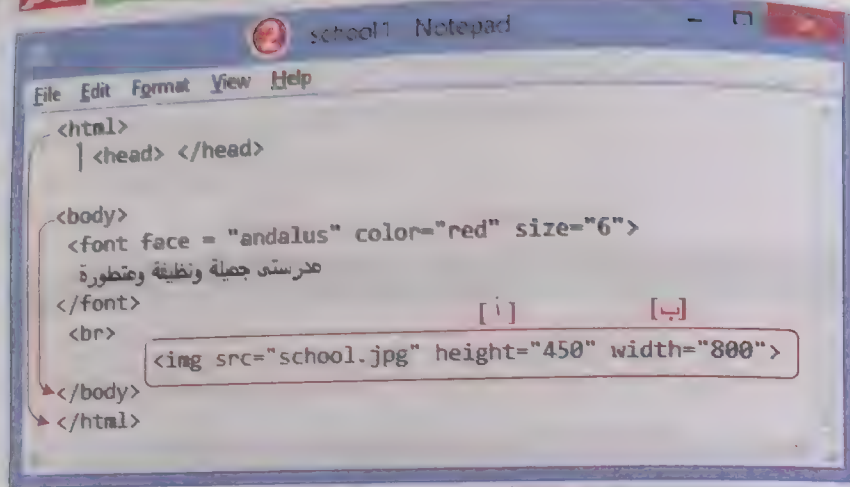 school1 Notepad
File Edit Format View Help
<html>
<head> </head>
<body>
<font face = "andalus" color="red" size="6">
مدرستى جميلة ونظيفة ومتطورة
</font>
[أ] [ب]
<br>
<img src="school.jpg" height="450" width="800">
</body>
</html>